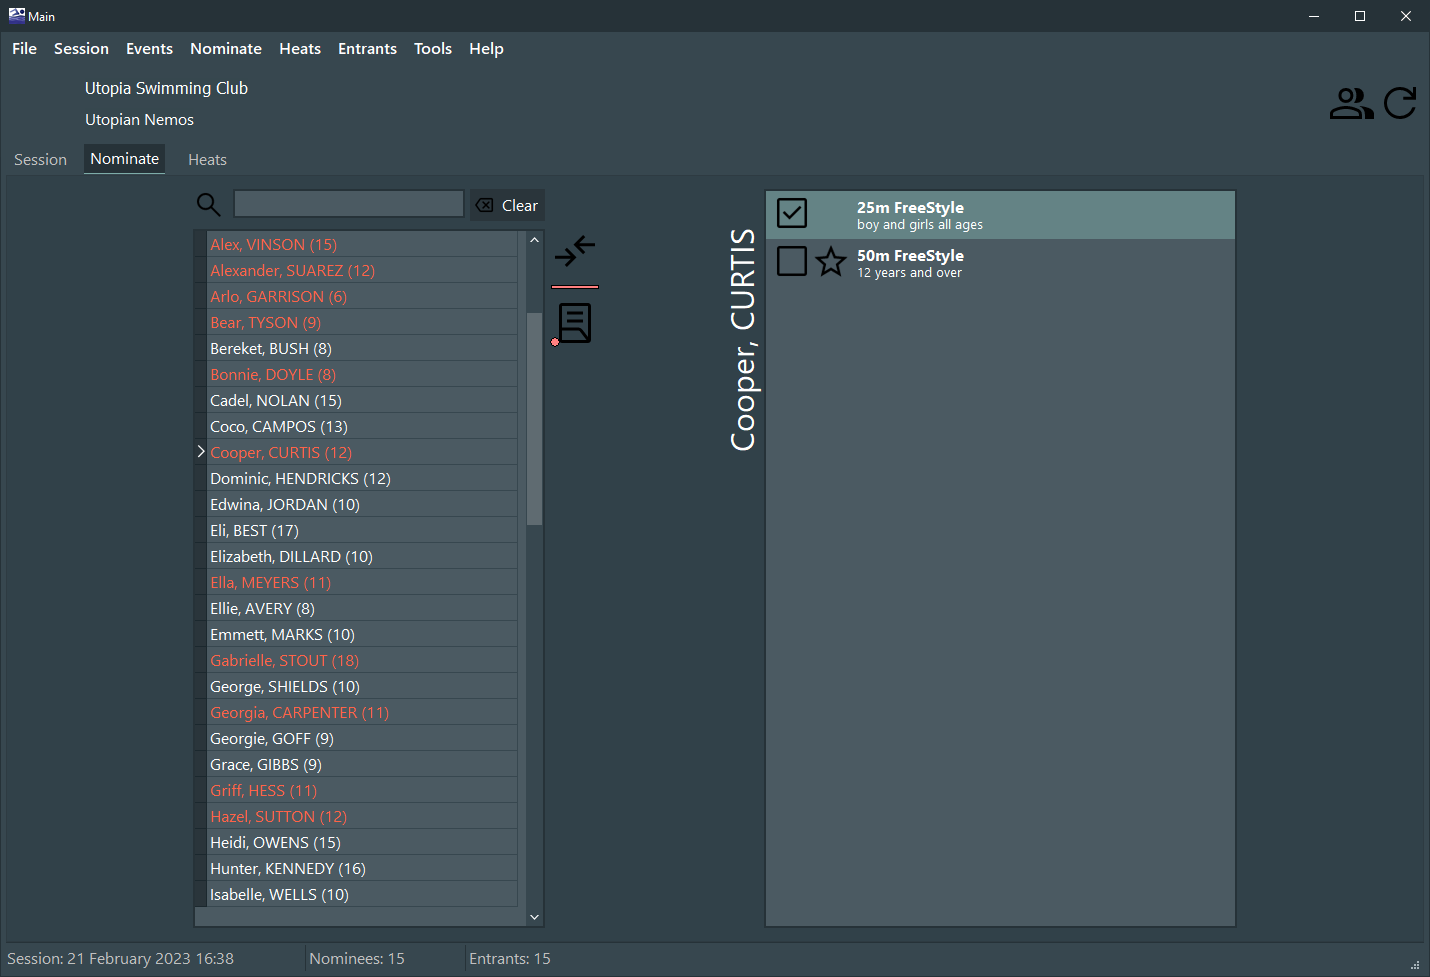 Main
File Session Events Nominate Heats Entrants Tools Help
Utopia Swimming Club
Utopian Nemos
Session Nominate Heats
Clear
Alex, VINSON (15)
Alexander, SUAREZ (12)
Arlo, GARRISON (6)
Bear, TYSON (9)
Bereket, BUSH (8)
Bonnie, DOYLE (8)
Cadel, NOLAN (15)
Coco, CAMPOS (13)
Cooper, CURTIS (12)
Dominic, HENDRICKS (12)
Edwina, JORDAN (10)
Eli, BEST (17)
Elizabeth, DILLARD (10)
Ella, MEYERS (11)
Ellie, AVERY (8)
Emmett, MARKS (10)
Gabrielle, STOUT (18)
George, SHIELDS (10)
Georgia, CARPENTER (11)
Georgie, GOFF (9)
Grace, GIBBS (9)
Griff, HESS (11)
Hazel, SUTTON (12)
Heidi, OWENS (15)
Hunter, KENNEDY (16)
Isabelle, WELLS (10)
Cooper, CURTIS
25m FreeStyle
boy and girls all ages
50m FreeStyle
12 years and over
Session: 21 February 2023 16:38 Nominees: 15 Entrants: 15